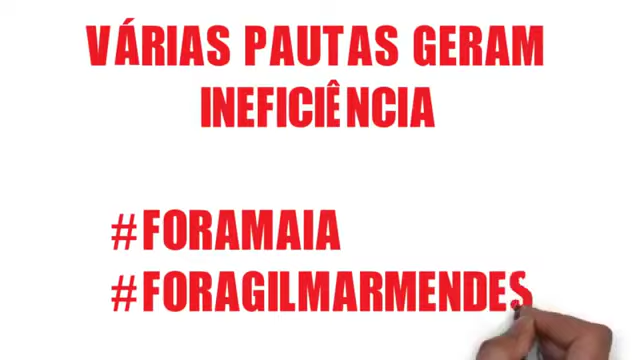 VÁRIAS PAUTAS GERAM
INEFICIÊNCIA
#FORAMAIA
#FORAGILMARMENDES